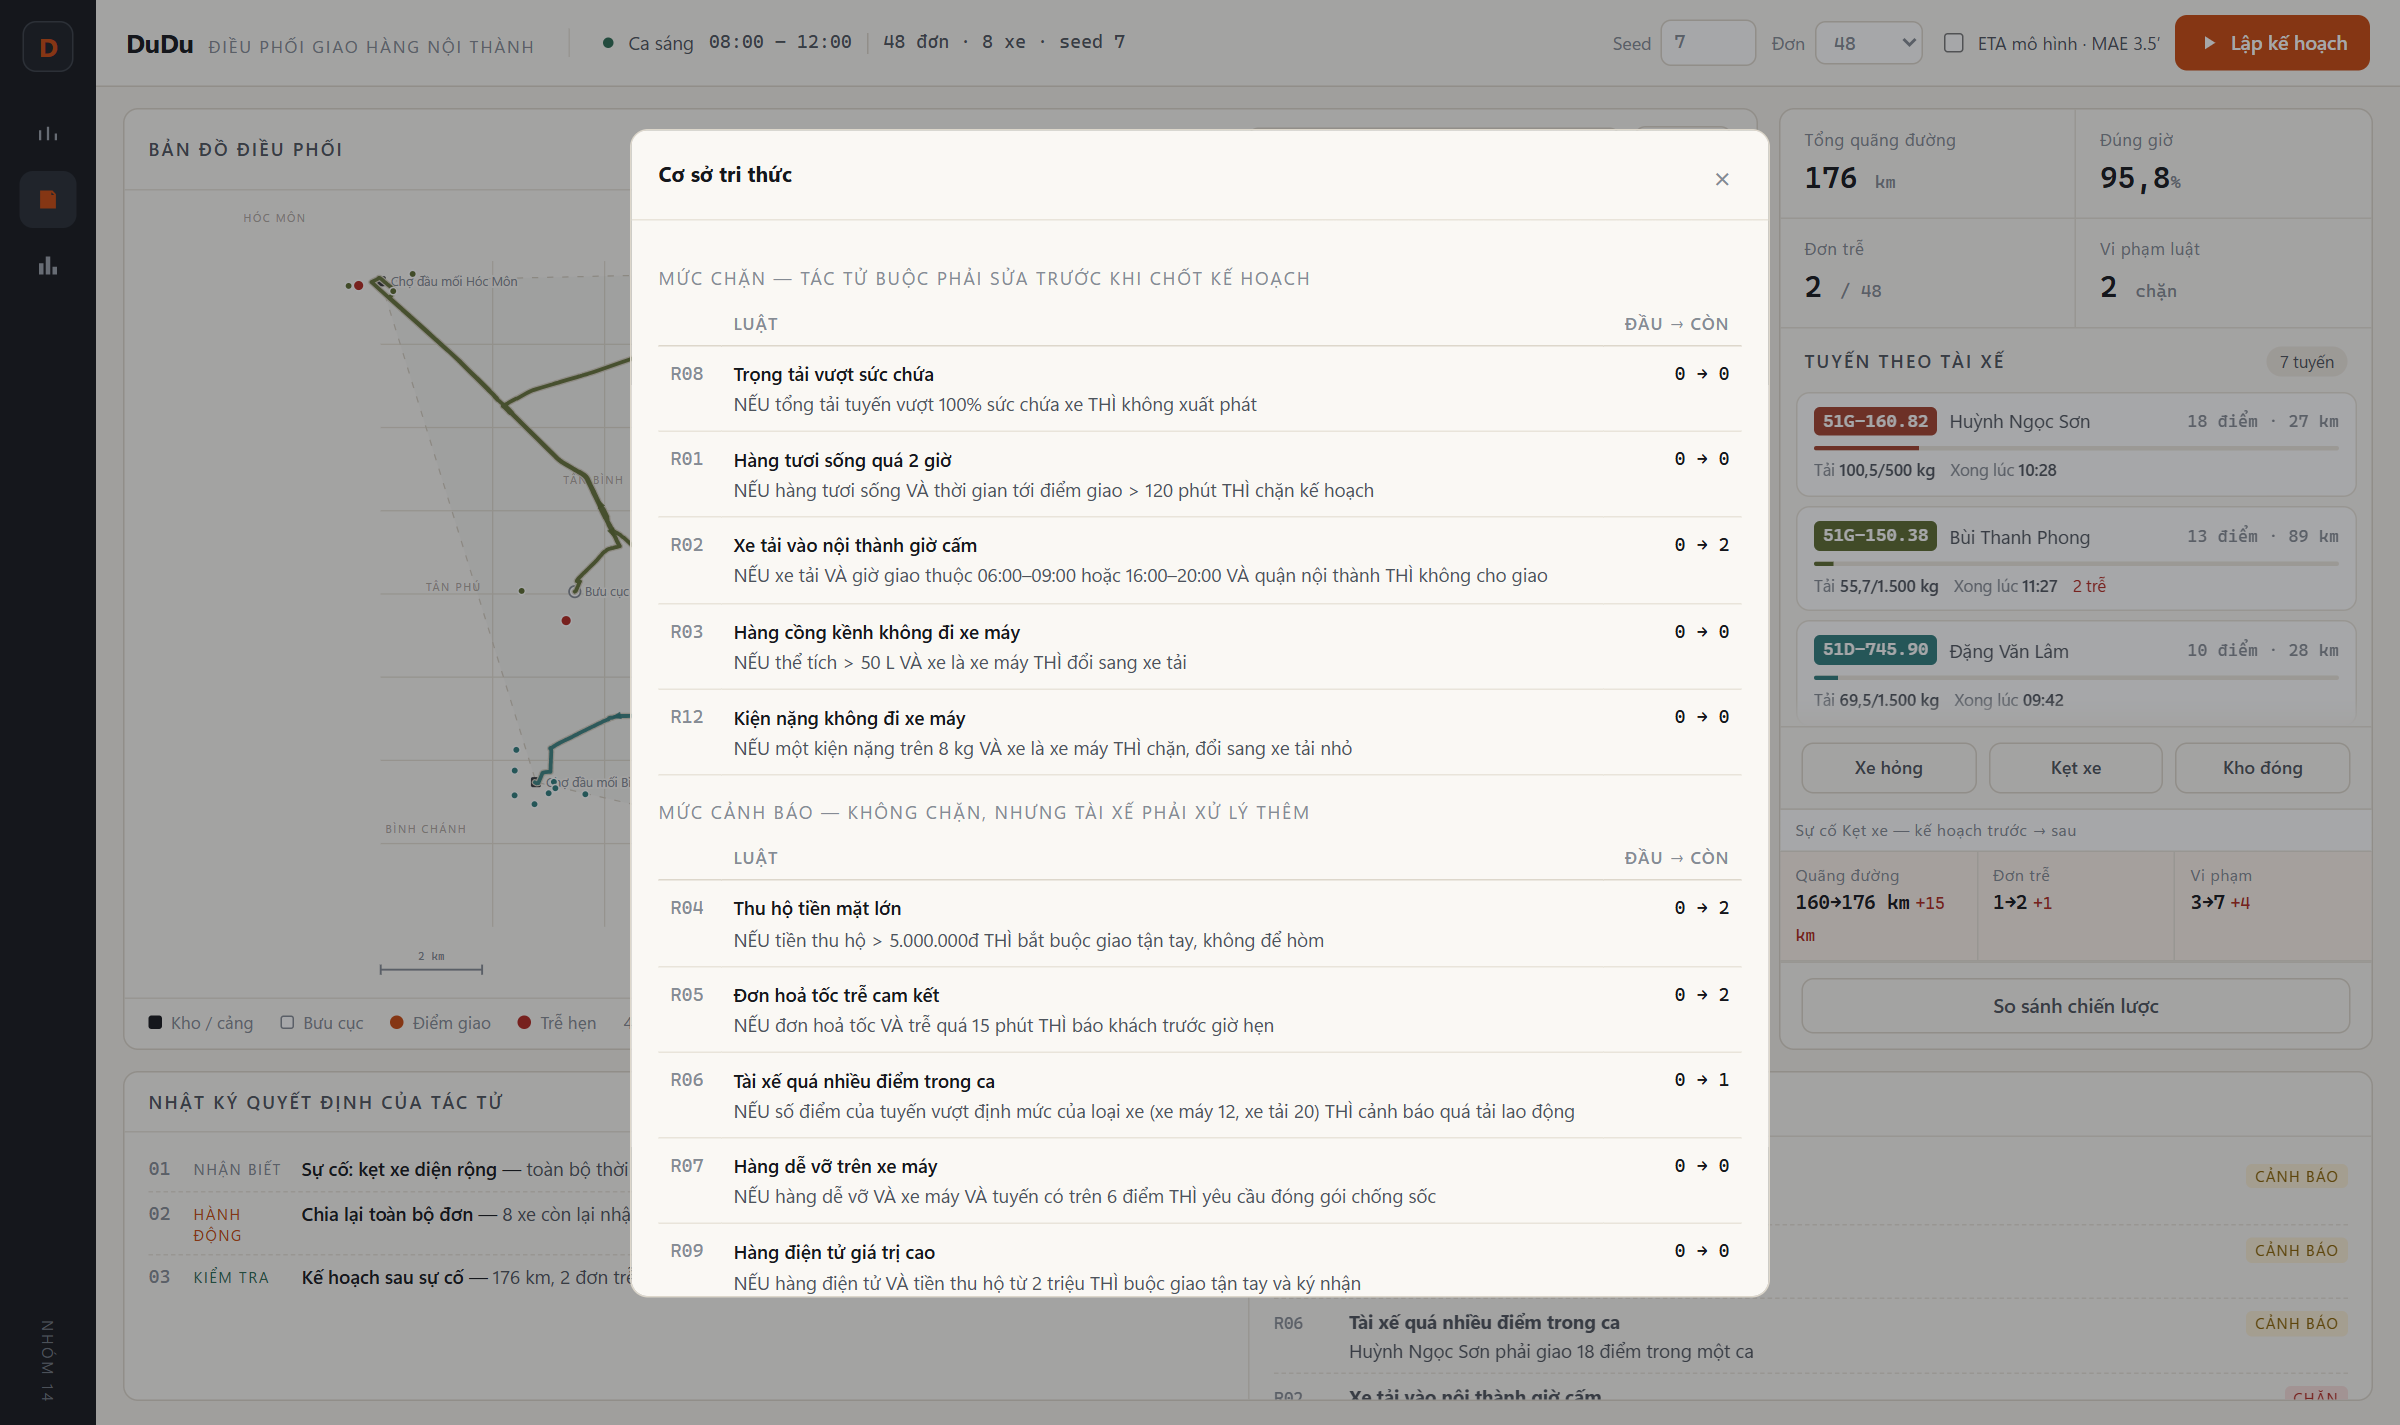 D
DuDu ĐIỀU PHỐI GIAO HÀNG NỘI THÀNH
Ca sáng 08:00 – 12:00 48 đơn · 8 xe · seed 7
Seed 7 Đơn 48 ETA mô hình · MAE 3.5′ Lập kế hoạch
BẢN ĐỒ ĐIỀU PHỐI
HÓC MÔN
Chợ đầu mối Hóc Môn
TÂN BÌNH
TÂN PHÚ
Bưu cục
Chợ đầu mối
BÌNH CHÁNH
2 km
Kho / cảng Bưu cục Điểm giao Trễ hẹn
Cơ sở tri thức
×
MỨC CHẶN — TÁC TỬ BUỘC PHẢI SỬA TRƯỚC KHI CHỐT KẾ HOẠCH
LUẬT ĐẦU → CÒN
R08 Trọng tải vượt sức chứa 0 → 0
NẾU tổng tải tuyến vượt 100% sức chứa xe THÌ không xuất phát
R01 Hàng tươi sống quá 2 giờ 0 → 0
NẾU hàng tươi sống VÀ thời gian tới điểm giao > 120 phút THÌ chặn kế hoạch
R02 Xe tải vào nội thành giờ cấm 0 → 2
NẾU xe tải VÀ giờ giao thuộc 06:00–09:00 hoặc 16:00–20:00 VÀ quận nội thành THÌ không cho giao
R03 Hàng cồng kềnh không đi xe máy 0 → 0
NẾU thể tích > 50 L VÀ xe là xe máy THÌ đổi sang xe tải
R12 Kiện nặng không đi xe máy 0 → 0
NẾU một kiện nặng trên 8 kg VÀ xe là xe máy THÌ chặn, đổi sang xe tải nhỏ
MỨC CẢNH BÁO — KHÔNG CHẶN, NHƯNG TÀI XẾ PHẢI XỬ LÝ THÊM
LUẬT ĐẦU → CÒN
R04 Thu hộ tiền mặt lớn 0 → 2
NẾU tiền thu hộ > 5.000.000đ THÌ bắt buộc giao tận tay, không để hòm
R05 Đơn hoả tốc trễ cam kết 0 → 2
NẾU đơn hoả tốc VÀ trễ quá 15 phút THÌ báo khách trước giờ hẹn
R06 Tài xế quá nhiều điểm trong ca 0 → 1
NẾU số điểm của tuyến vượt định mức của loại xe (xe máy 12, xe tải 20) THÌ cảnh báo quá tải lao động
R07 Hàng dễ vỡ trên xe máy 0 → 0
NẾU hàng dễ vỡ VÀ xe máy VÀ tuyến có trên 6 điểm THÌ yêu cầu đóng gói chống sốc
R09 Hàng điện tử giá trị cao 0 → 0
NẾU hàng điện tử VÀ tiền thu hộ từ 2 triệu THÌ buộc giao tận tay và ký nhận
Tổng quãng đường
176 km
Đúng giờ
95,8%
Đơn trễ
2 / 48
Vi phạm luật
2 chặn
TUYẾN THEO TÀI XẾ 7 tuyến
51G–160.82 Huỳnh Ngọc Sơn 18 điểm · 27 km
Tải 100,5/500 kg Xong lúc 10:28
51G–150.38 Bùi Thanh Phong 13 điểm · 89 km
Tải 55,7/1.500 kg Xong lúc 11:27 2 trễ
51D–745.90 Đặng Văn Lâm 10 điểm · 28 km
Tải 69,5/1.500 kg Xong lúc 09:42
Xe hỏng Kẹt xe Kho đóng
Sự cố Kẹt xe — kế hoạch trước → sau
Quãng đường
160→176 km +15 km
Đơn trễ
1→2 +1
Vi phạm
3→7 +4
So sánh chiến lược
NHẬT KÝ QUYẾT ĐỊNH CỦA TÁC TỬ
01 NHẬN BIẾT Sự cố: kẹt xe diện rộng — toàn bộ thời
02 HÀNH ĐỘNG Chia lại toàn bộ đơn — 8 xe còn lại
03 KIỂM TRA Kế hoạch sau sự cố — 176 km, 2 đơn
CẢNH BÁO
CẢNH BÁO
R06 Tài xế quá nhiều điểm trong ca CẢNH BÁO
Huỳnh Ngọc Sơn phải giao 18 điểm trong một ca
R02 Xe tải vào nội thành giờ cấm CHẶN
NHÓM 14